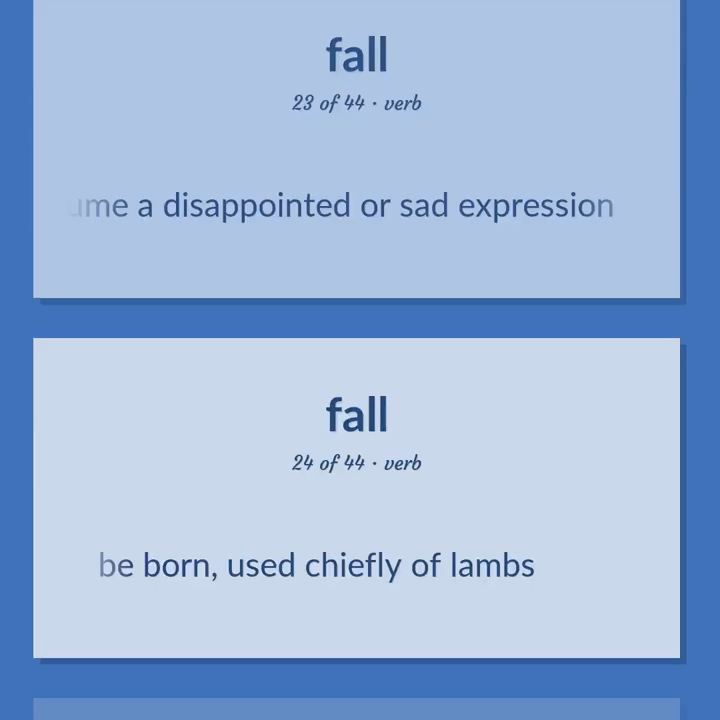 fall
23 of 44 · verb
a disappointed or sad expression
fall
24 of 44 · verb
be born, used chiefly of lambs